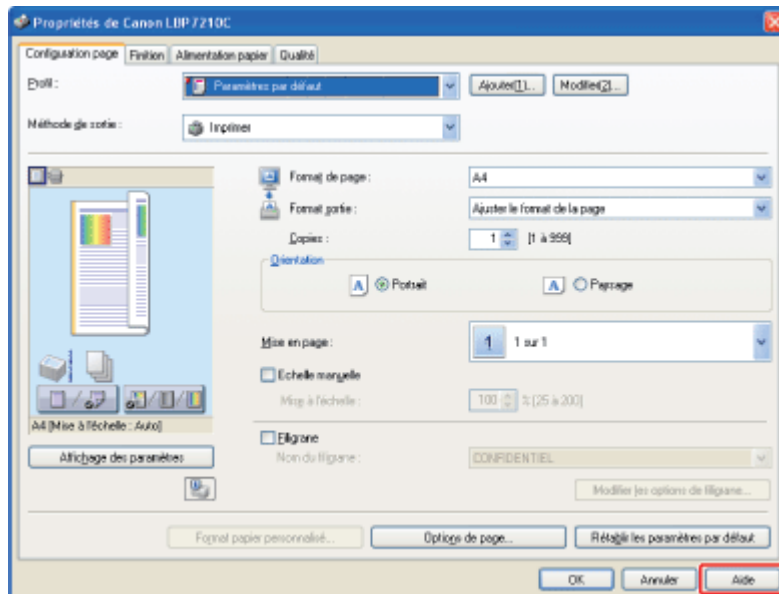 Propriétés de Canon LBP7210C
Configuration page Finition Alimentation papier Qualité
Profil : Paramètres par défaut Ajouter(1)... Modifier(2)...
Méthode de sortie : Imprimer
Format de page : A4
Format sortie : Ajuster le format de la page
Copies : 1 [1 à 999]
Orientation
A Portrait A Paysage
Mise en page : 1 1 sur 1
Echelle manuelle
Mise à l'échelle : 100 % [25 à 200]
A4 [Mise à l'échelle : Auto]
Filigrane
Affichage des paramètres Nom du filigrane : CONFIDENTIEL
Modifier les options de filigrane...
Format papier personnalisé... Options de page... Rétablir les paramètres par défaut
OK Annuler Aide